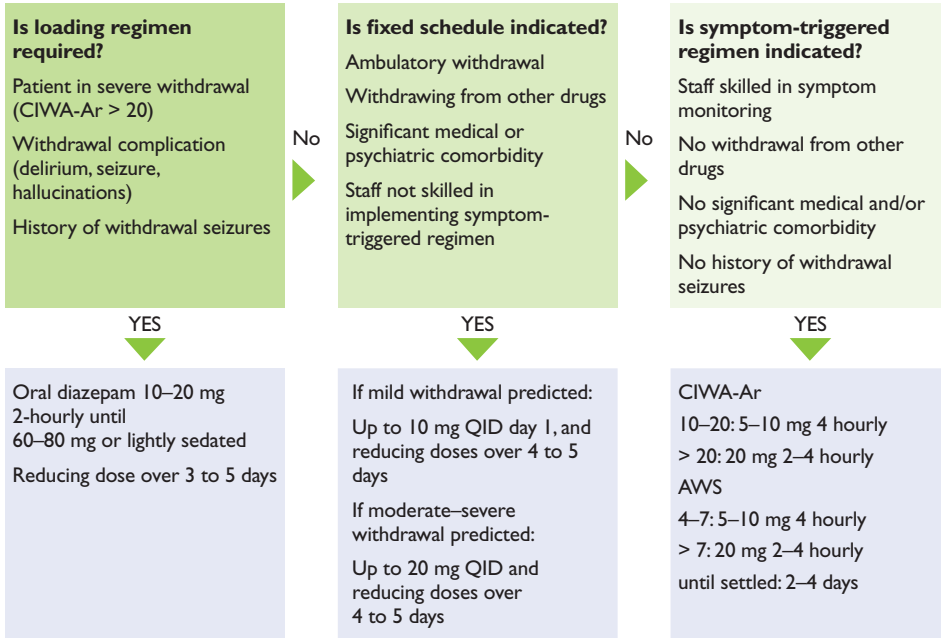 Is loading regimen
required?
Patient in severe withdrawal
(CIWA-Ar > 20)
Withdrawal complication
(delirium, seizure,
hallucinations)
History of withdrawal seizures
No
Is fixed schedule indicated?
Ambulatory withdrawal
Withdrawing from other drugs
Significant medical or
psychiatric comorbidity
Staff not skilled in
implementing symptom-
triggered regimen
No
Is symptom-triggered
regimen indicated?
Staff skilled in symptom
monitoring
No withdrawal from other
drugs
No significant medical and/or
psychiatric comorbidity
No history of withdrawal
seizures
YES
YES
YES
Oral diazepam 10–20 mg
2-hourly until
60–80 mg or lightly sedated
Reducing dose over 3 to 5 days
If mild withdrawal predicted:
Up to 10 mg QID day 1, and
reducing doses over 4 to 5
days
If moderate–severe
withdrawal predicted:
Up to 20 mg QID and
reducing doses over
4 to 5 days
CIWA-Ar
10–20: 5–10 mg 4 hourly
> 20: 20 mg 2–4 hourly
AWS
4–7: 5–10 mg 4 hourly
> 7: 20 mg 2–4 hourly
until settled: 2–4 days